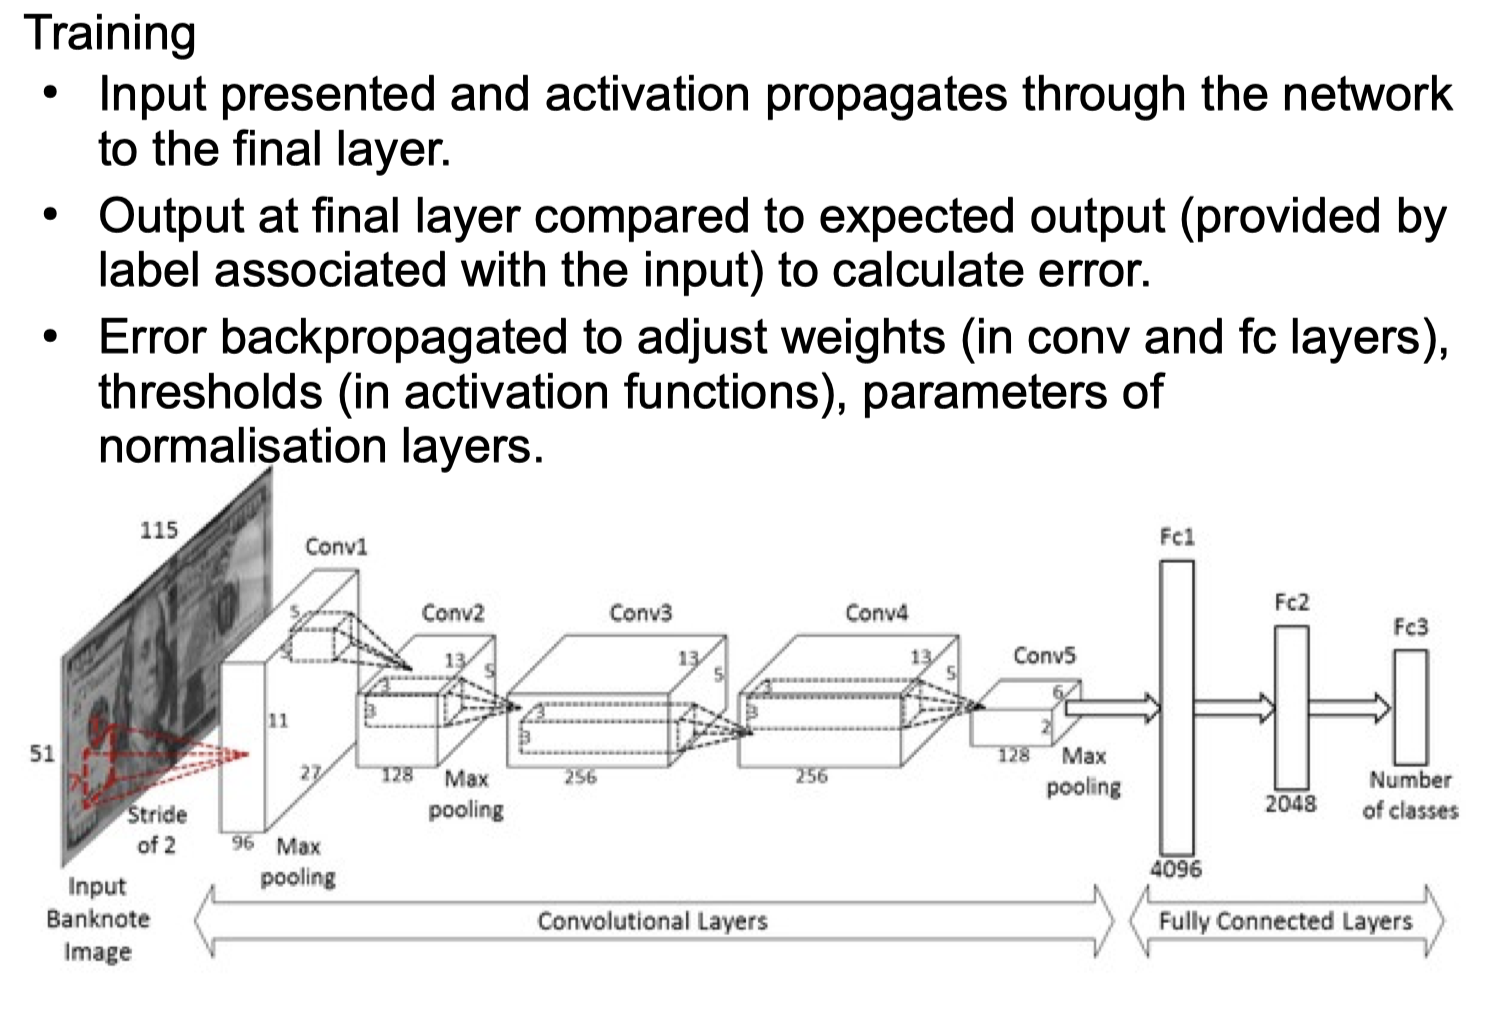 Training
• Input presented and activation propagates through the network
to the final layer.
• Output at final layer compared to expected output (provided by
label associated with the input) to calculate error.
• Error backpropagated to adjust weights (in conv and fc layers),
thresholds (in activation functions), parameters of
normalisation layers.
115
51
Stride
of 2
Input
Banknote
Image
Conv1
5
11
27
96
Max
pooling
Conv2
13
5
3
3
128
Max
pooling
Conv3
13
5
3
3
256
Conv4
13
5
3
3
256
Conv5
6
2
128
Max
pooling
Fc1
4096
Fc2
2048
Fc3
Number
of classes
Convolutional Layers
Fully Connected Layers